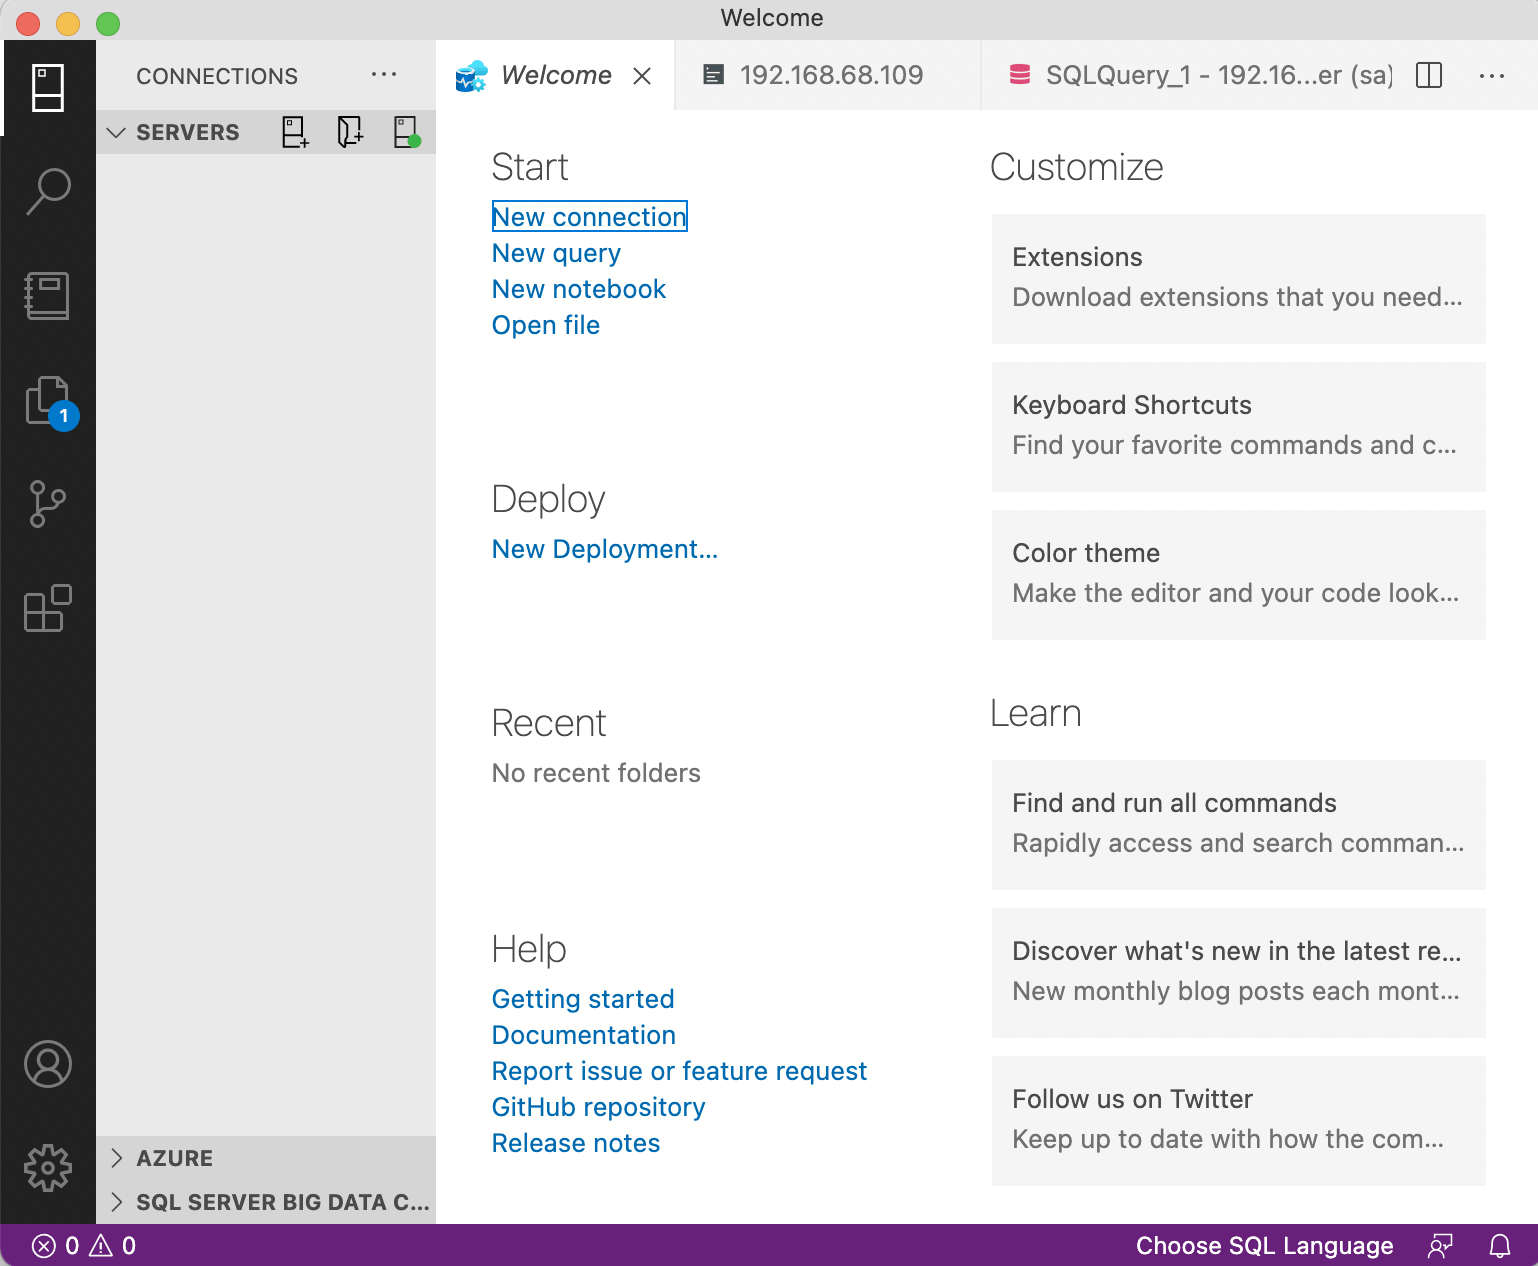 Welcome
CONNECTIONS
SERVERS
Welcome
192.168.68.109
SQLQuery_1 - 192.16...er (sa)
Start
New connection
New query
New notebook
Open file
Deploy
New Deployment...
Recent
No recent folders
Help
Getting started
Documentation
Report issue or feature request
GitHub repository
Release notes
Customize
Extensions
Download extensions that you need...
Keyboard Shortcuts
Find your favorite commands and c...
Color theme
Make the editor and your code look...
Learn
Find and run all commands
Rapidly access and search comman...
Discover what's new in the latest re...
New monthly blog posts each mont...
Follow us on Twitter
Keep up to date with how the com...
1
AZURE
SQL SERVER BIG DATA C...
0 0
Choose SQL Language